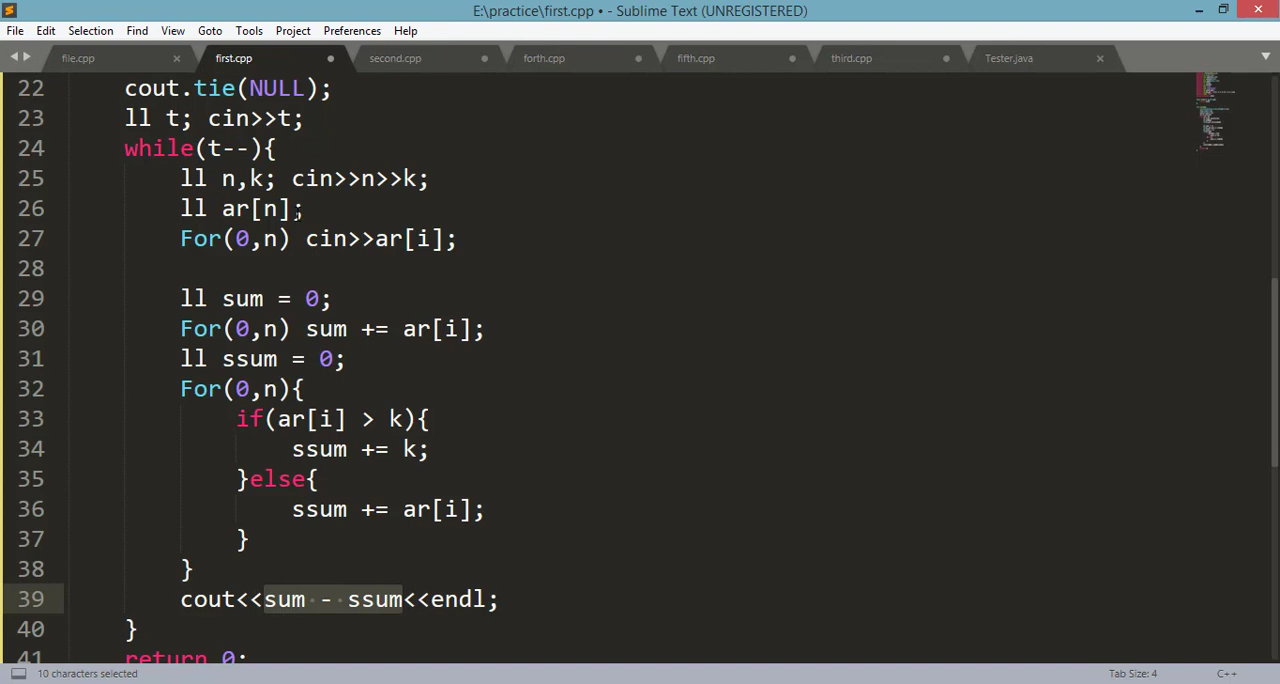 E:\practice\first.cpp • - Sublime Text (UNREGISTERED)
File Edit Selection Find View Goto Tools Project Preferences Help
file.cpp first.cpp second.cpp forth.cpp fifth.cpp third.cpp Tester.java
22 cout.tie(NULL);
23 ll t; cin>>t;
24 while(t--){
25 ll n,k; cin>>n>>k;
26 ll ar[n];
27 For(0,n) cin>>ar[i];
28
29 ll sum = 0;
30 For(0,n) sum += ar[i];
31 ll ssum = 0;
32 For(0,n){
33 if(ar[i] > k){
34 ssum += k;
35 }else{
36 ssum += ar[i];
37 }
38 }
39 cout<<sum - ssum<<endl;
40 }
41 return 0;
10 characters selected Tab Size: 4 C++